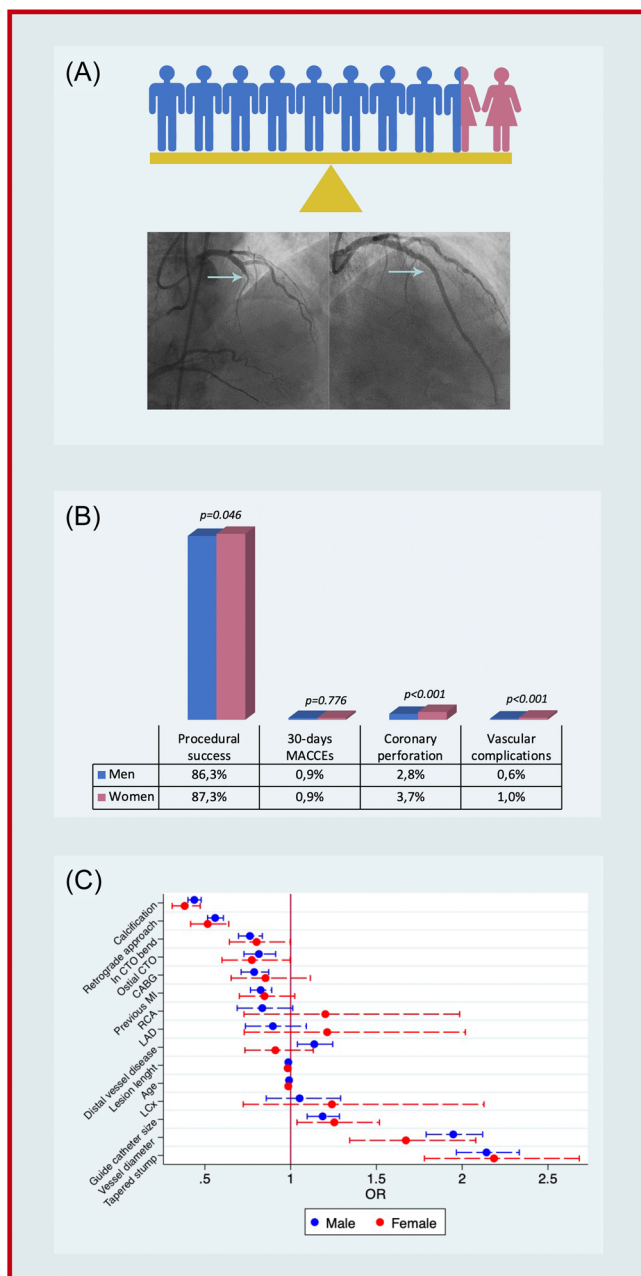 (A)
(B)
p=0.046
p=0.776
p<0.001
p<0.001
Procedural success
30-days MACCEs
Coronary perforation
Vascular complications
Men 86,3% 0,9% 2,8% 0,6%
Women 87,3% 0,9% 3,7% 1,0%
(C)
Calcification
Retrograde approach
In CTO bend
Ostial CTO
CABG
Previous MI
RCA
LAD
Distal vessel disease
Lesion lenght
Age
LCx
Guide catheter size
Vessel diameter
Tapered stump
.5 1 1.5 2 2.5
OR
Male Female